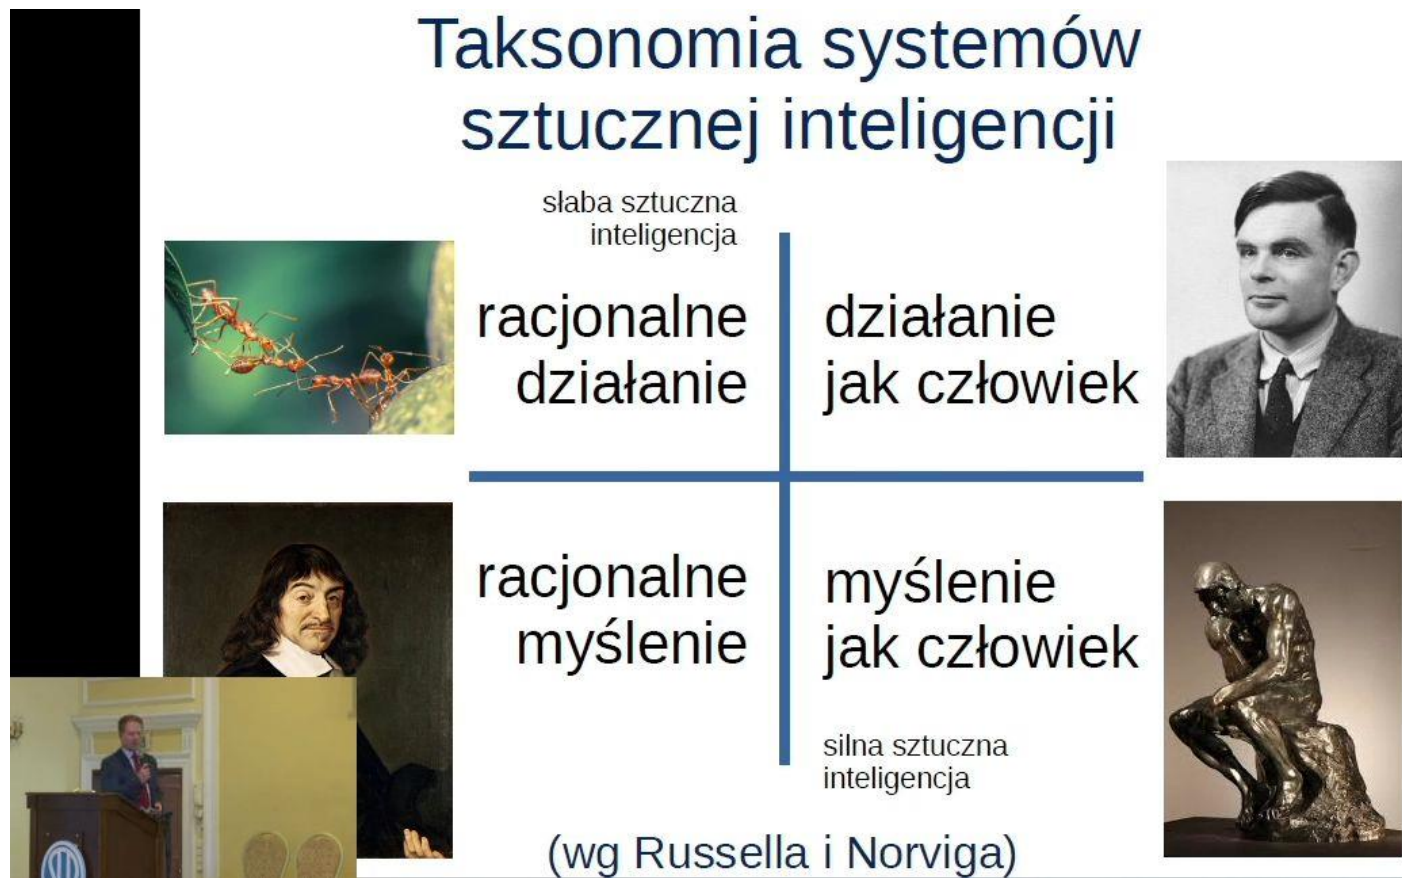 Taksonomia systemów
sztucznej inteligencji
słaba sztuczna
inteligencja
racjonalne
działanie
działanie
jak człowiek
racjonalne
myślenie
myślenie
jak człowiek
silna sztuczna
inteligencja
(wg Russella i Norviga)